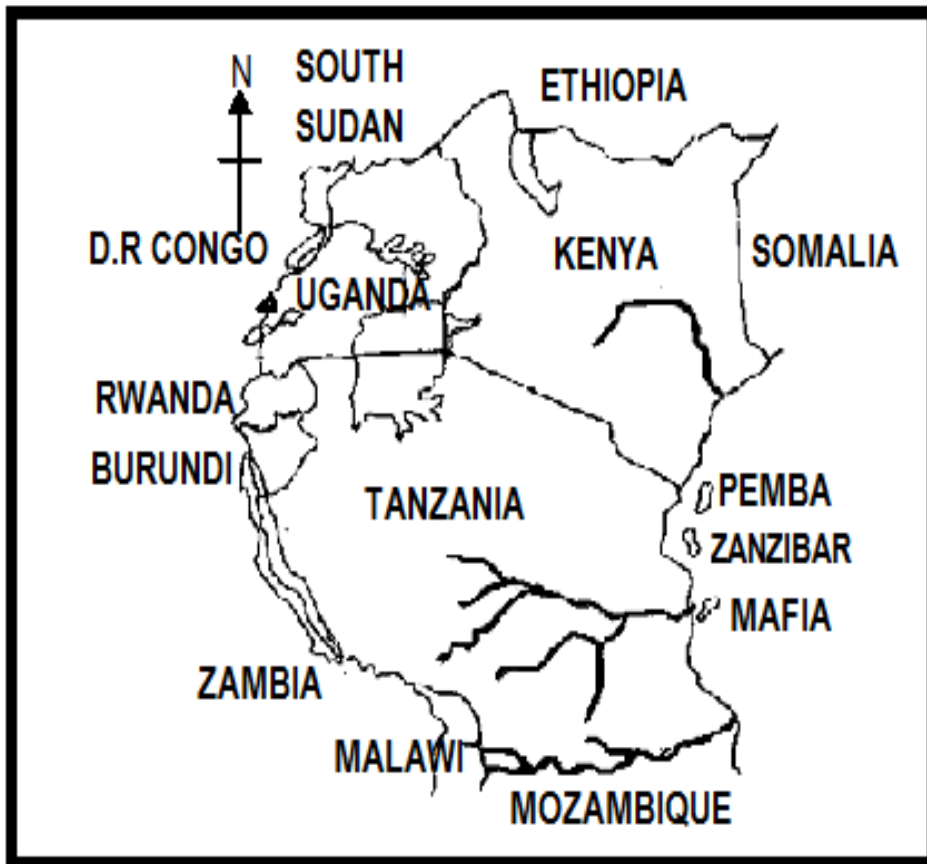 N
SOUTH
SUDAN
ETHIOPIA
D.R CONGO
KENYA
SOMALIA
UGANDA
RWANDA
BURUNDI
TANZANIA
PEMBA
ZANZIBAR
MAFIA
ZAMBIA
MALAWI
MOZAMBIQUE